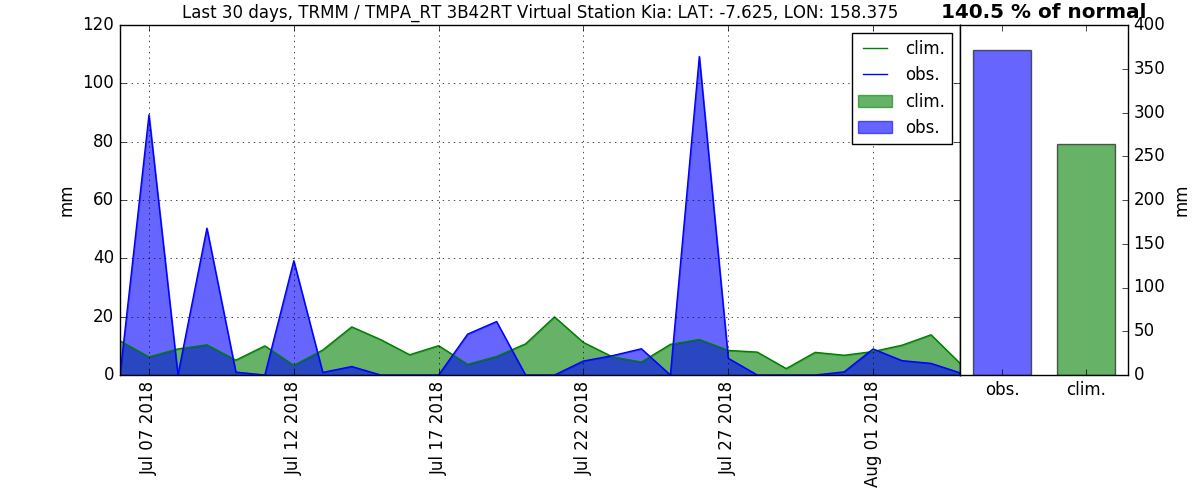 Last 30 days, TRMM / TMPA_RT 3B42RT Virtual Station Kia: LAT: -7.625, LON: 158.375
140.5 % of normal
120
100
80
60
40
20
0
mm
clim.
obs.
clim.
obs.
400
350
300
250
200
150
100
50
0
mm
Jul 07 2018
Jul 12 2018
Jul 17 2018
Jul 22 2018
Jul 27 2018
Aug 01 2018
obs.
clim.